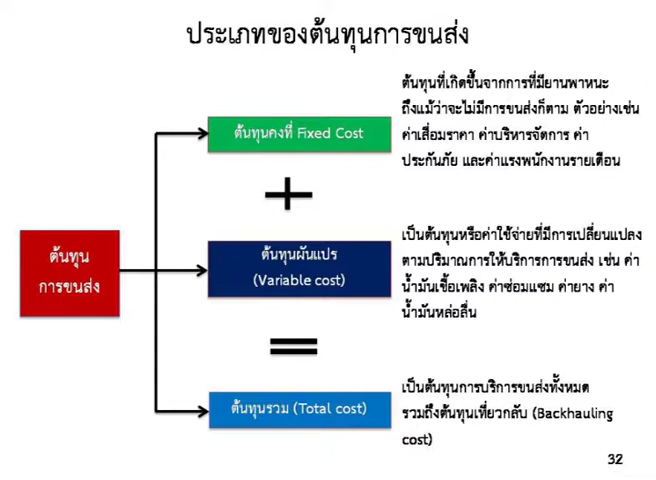 ประเภทของต้นทุนการขนส่ง
ต้นทุนที่เกิดขึ้นจากการที่มียานพาหนะ
ถึงแม้ว่าจะไม่มีการขนส่งก็ตาม ตัวอย่างเช่น
ค่าเสื่อมราคา ค่าบริหารจัดการ ค่า
ประกันภัย และค่าแรงพนักงานรายเดือน
ต้นทุนคงที่ Fixed Cost
+
ต้นทุน
การขนส่ง
ต้นทุนผันแปร
(Variable cost)
เป็นต้นทุนหรือค่าใช้จ่ายที่มีการเปลี่ยนแปลง
ตามปริมาณการให้บริการการขนส่ง เช่น ค่า
น้ำมันเชื้อเพลิง ค่าซ่อมแซม ค่ายาง ค่า
น้ำมันหล่อลื่น
=
ต้นทุนรวม (Total cost)
เป็นต้นทุนการบริการขนส่งทั้งหมด
รวมถึงต้นทุนเที่ยวกลับ (Backhauling
cost)
32